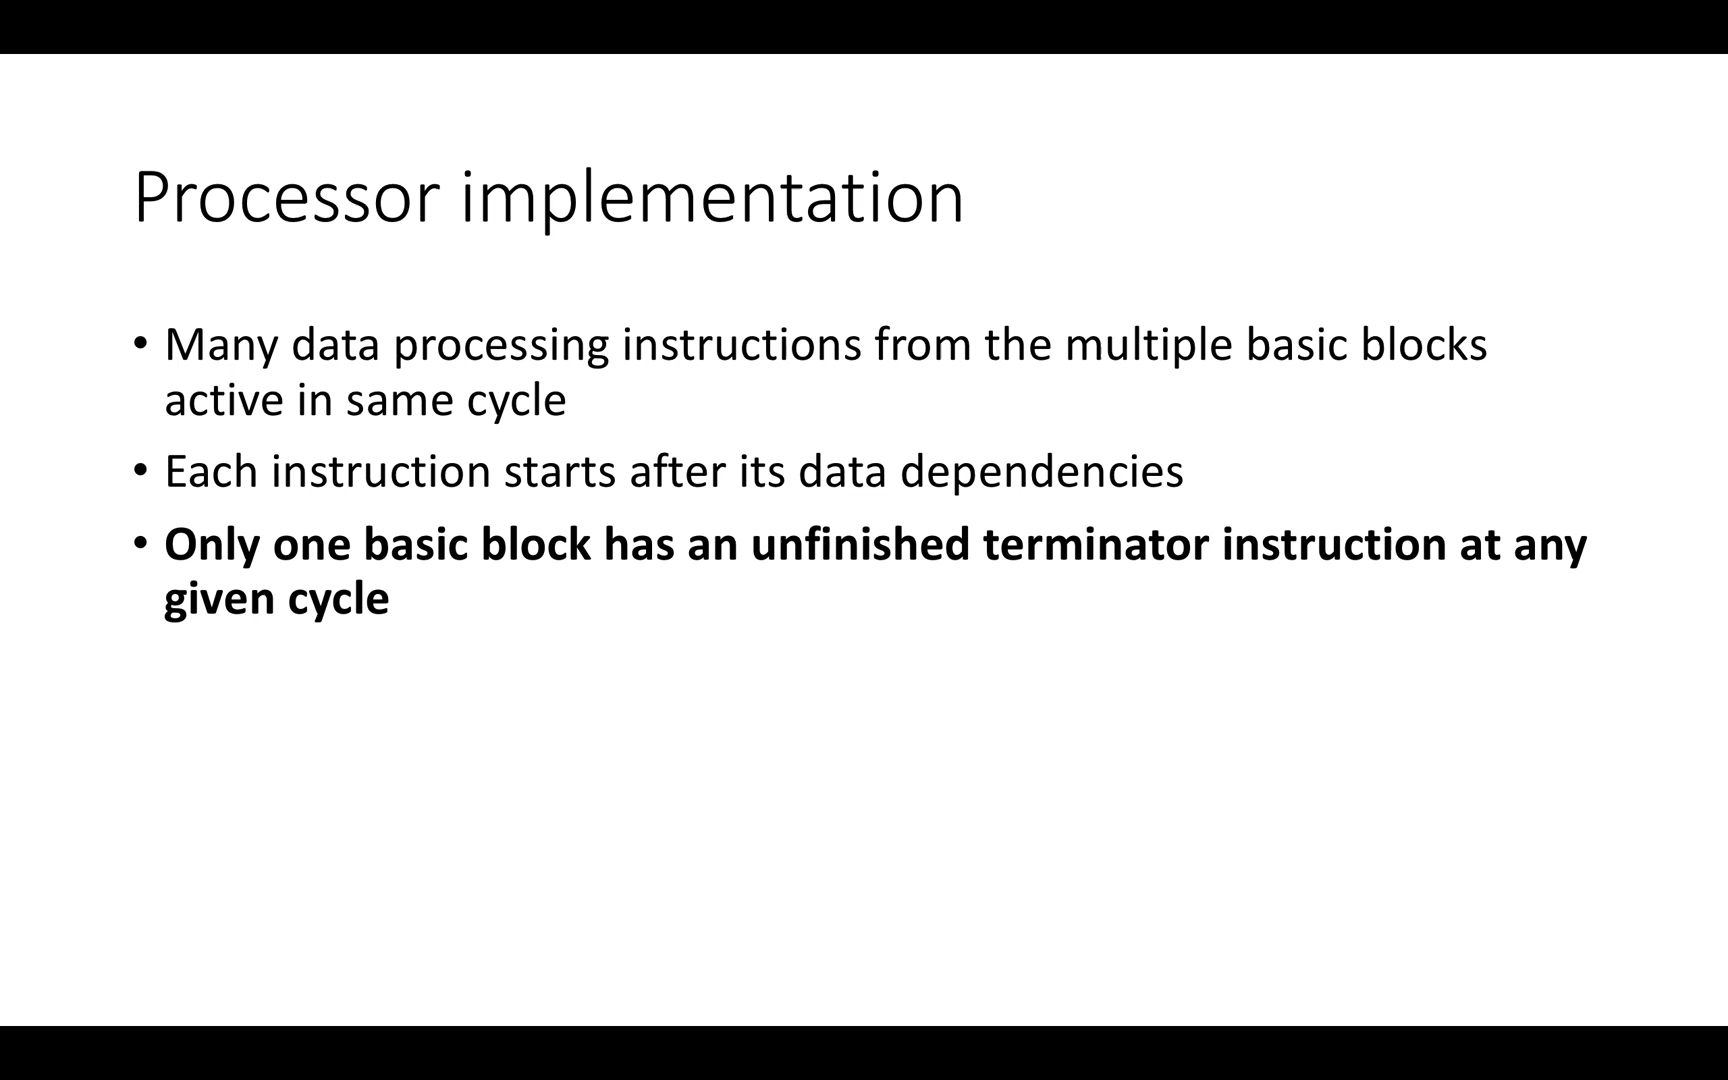 Processor implementation
• Many data processing instructions from the multiple basic blocks
active in same cycle
• Each instruction starts after its data dependencies
• Only one basic block has an unfinished terminator instruction at any
given cycle